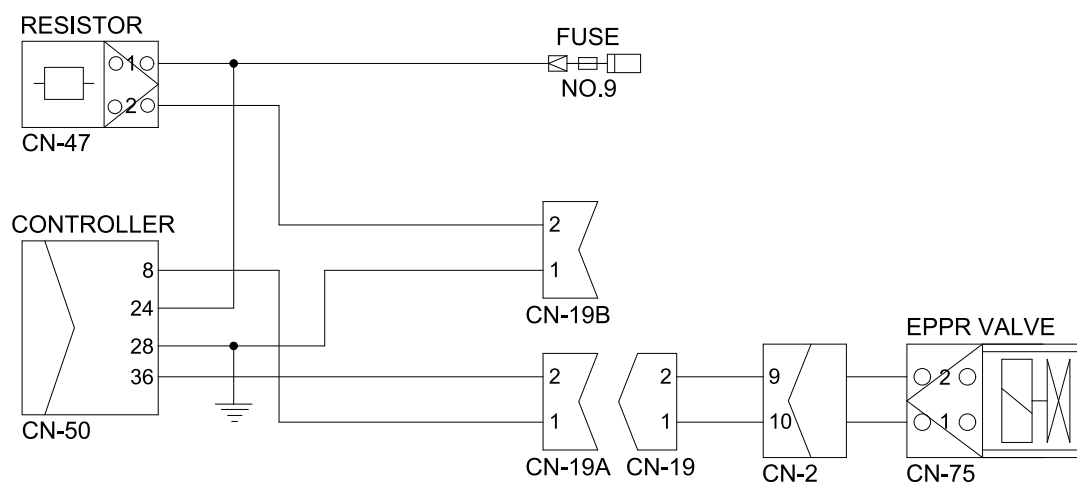 RESISTOR
1
2
CN-47
FUSE
NO.9
CONTROLLER
8
24
28
36
CN-50
2
1
CN-19B
2
1
CN-19A
2
1
CN-19
9
10
CN-2
EPPR VALVE
2
1
CN-75